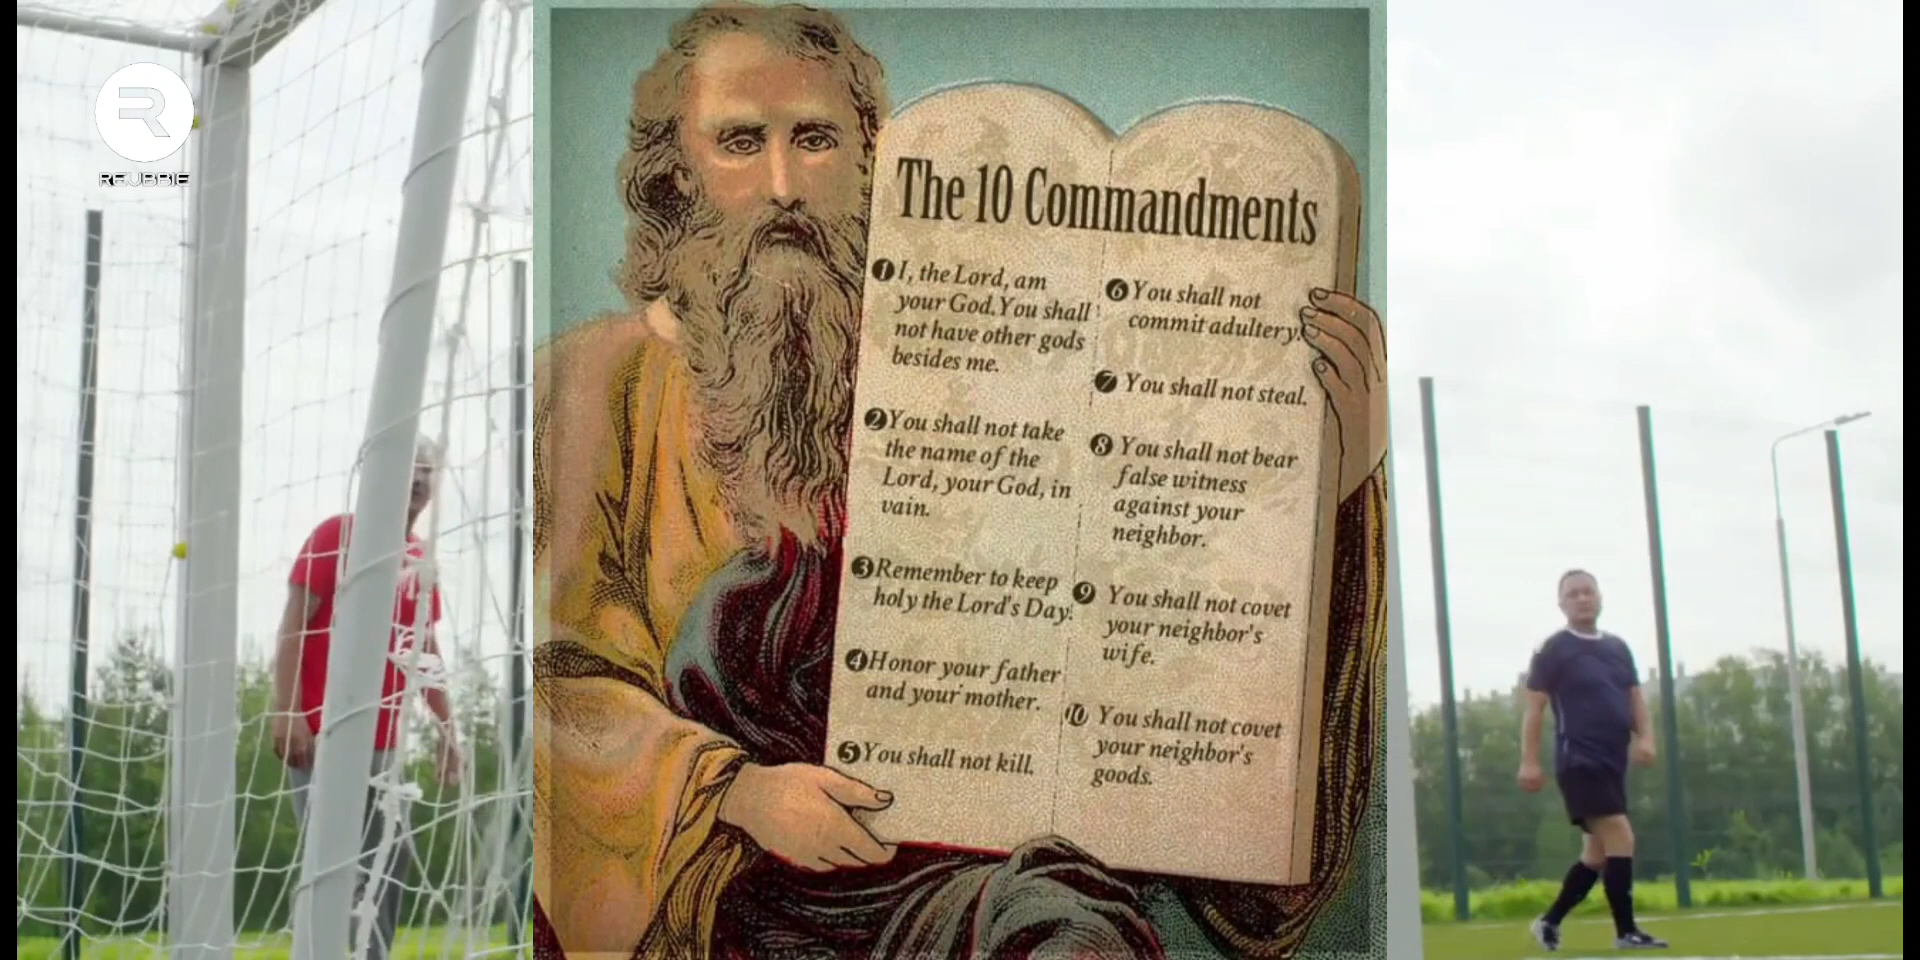 R
REJBBIE
The 10 Commandments
1 I, the Lord, am
your God. You shall
not have other gods
besides me.
2 You shall not take
the name of the
Lord, your God, in
vain.
3 Remember to keep
holy the Lord's Day.
4 Honor your father
and your mother.
5 You shall not kill.
6 You shall not
commit adultery.
7 You shall not steal.
8 You shall not bear
false witness
against your
neighbor.
9 You shall not covet
your neighbor's
wife.
10 You shall not covet
your neighbor's
goods.